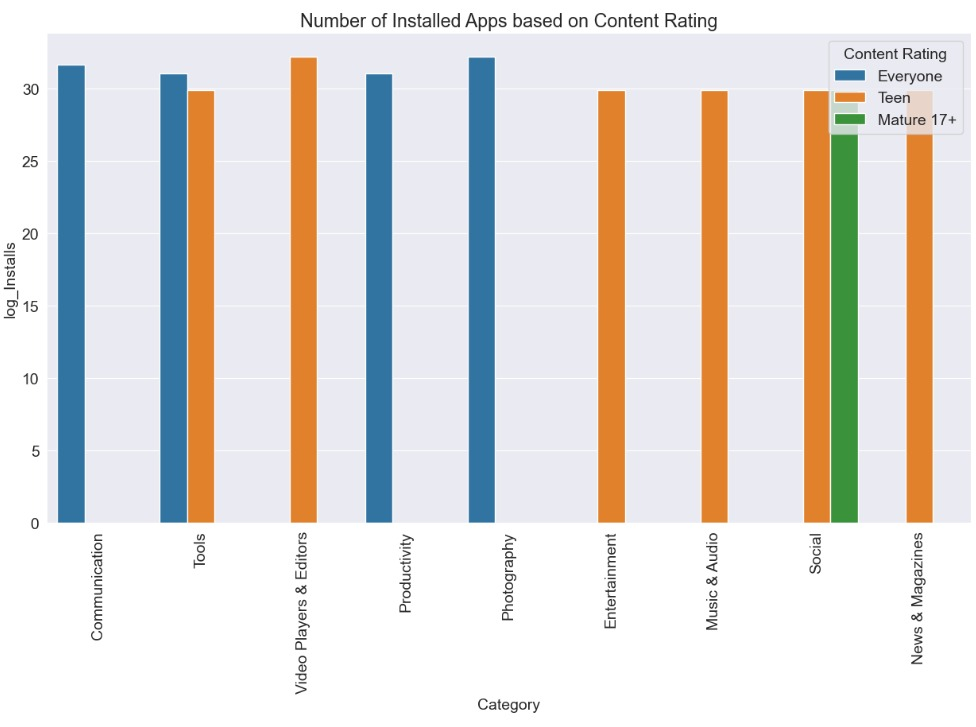 Number of Installed Apps based on Content Rating
Content Rating
Everyone
Teen
Mature 17+
log_Installs
30
25
20
15
10
5
0
Communication
Tools
Video Players & Editors
Productivity
Photography
Entertainment
Music & Audio
Social
News & Magazines
Category